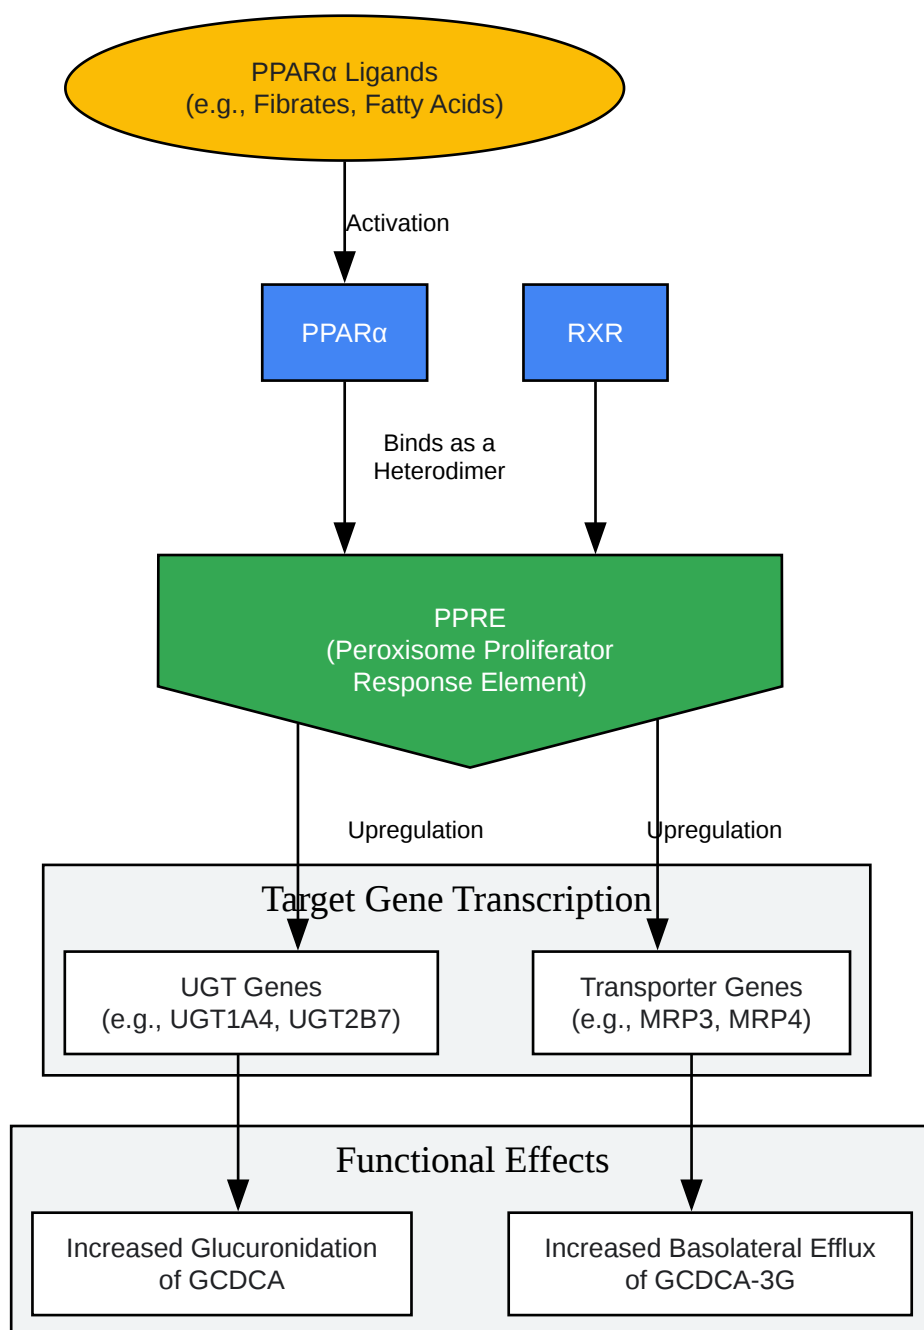 PPARα Ligands
(e.g., Fibrates, Fatty Acids)
Activation
PPARα
RXR
Binds as a
Heterodimer
PPRE
(Peroxisome Proliferator
Response Element)
Upregulation
Upregulation
Target Gene Transcription
UGT Genes
(e.g., UGT1A4, UGT2B7)
Transporter Genes
(e.g., MRP3, MRP4)
Functional Effects
Increased Glucuronidation
of GCDCA
Increased Basolateral Efflux
of GCDCA-3G